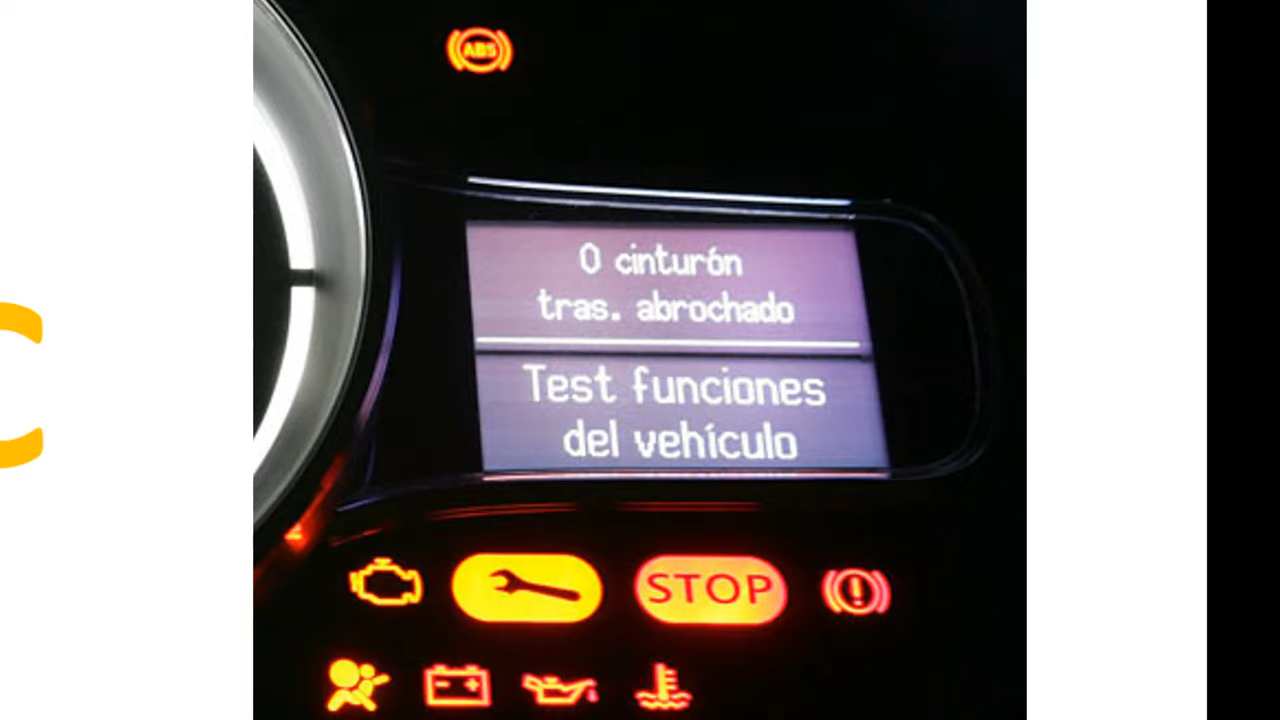 ABS
0 cinturón
tras. abrochado
Test funciones
del vehículo
STOP